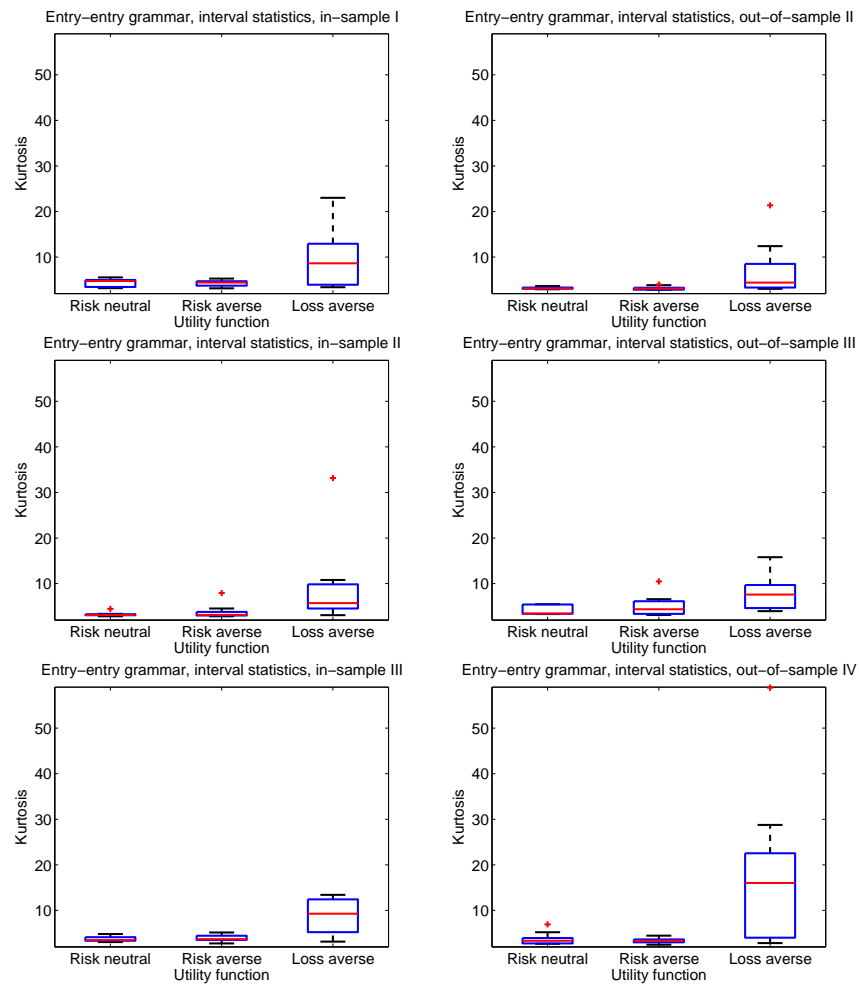 Entry−entry grammar, interval statistics, in−sample I
50
40
30
20
10
Kurtosis
Risk neutral Risk averse Loss averse
Utility function
Entry−entry grammar, interval statistics, out−of−sample II
50
40
30
20
10
Kurtosis
Risk neutral Risk averse Loss averse
Utility function
Entry−entry grammar, interval statistics, in−sample II
50
40
30
20
10
Kurtosis
Risk neutral Risk averse Loss averse
Utility function
Entry−entry grammar, interval statistics, out−of−sample III
50
40
30
20
10
Kurtosis
Risk neutral Risk averse Loss averse
Utility function
Entry−entry grammar, interval statistics, in−sample III
50
40
30
20
10
Kurtosis
Risk neutral Risk averse Loss averse
Utility function
Entry−entry grammar, interval statistics, out−of−sample IV
50
40
30
20
10
Kurtosis
Risk neutral Risk averse Loss averse
Utility function